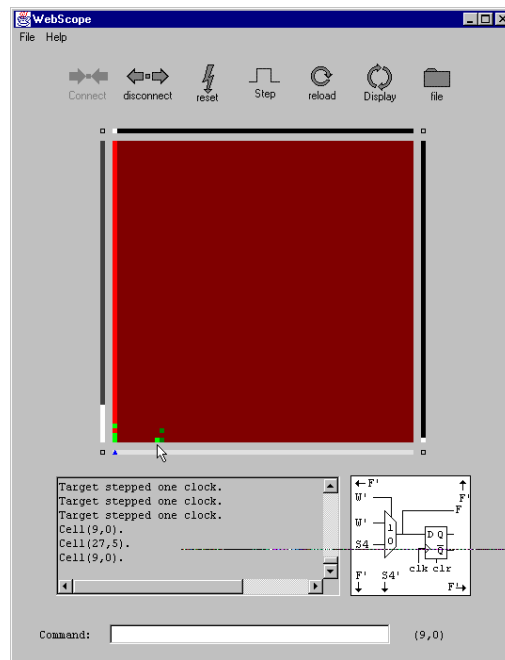 WebScope
File Help
Connect disconnect reset Step reload Display file
Target stepped one clock.
Target stepped one clock.
Target stepped one clock.
Cell(9,0).
Cell(27,5).
Cell(9,0).
F' F'
W' F
W' 1 D Q
S4 0 Q
clk clr
F' S4' F'
Command: (9,0)